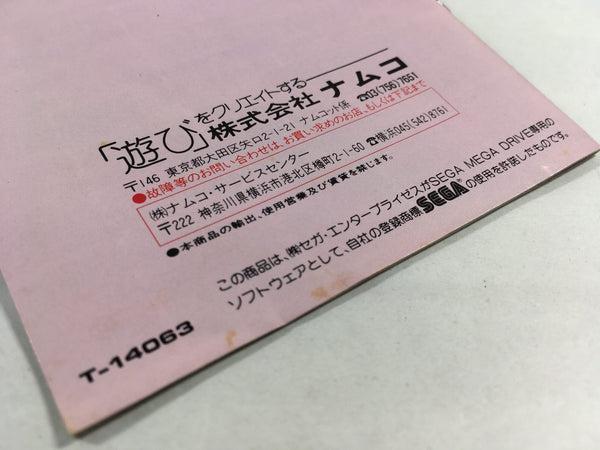 「遊び」をクリエイトする━━━━
株式会社 ナムコ
〒146 東京都大田区矢口2-1-21 ナムコット係 ☎03(756)7651
●故障等のお問い合わせは、お買い求めのお店、もしくは下記まで
㈱ナムコ・サービスセンター
〒222 神奈川県横浜市港北区樽町2-1-60 ☎横浜045(542)8761
●本商品の輸出、使用営業及び賃貸を禁じます。
この商品は、㈱セガ・エンタープライゼスがSEGA MEGA DRIVE専用の
ソフトウェアとして、自社の登録商標SEGAの使用を許諾したものです。
T-14063